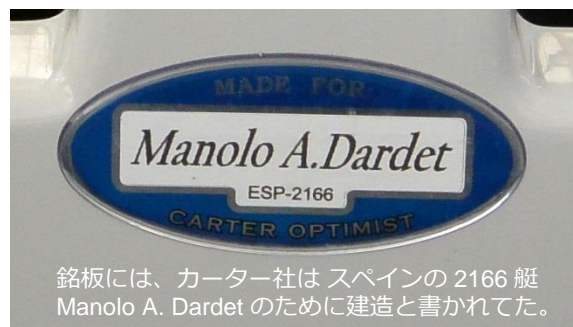 MADE FOR
Manolo A.Dardet
ESP-2166
CARTER OPTIMIST
銘板には、カーター社は スペインの 2166 艇
Manolo A. Dardet のために建造と書かれてた。